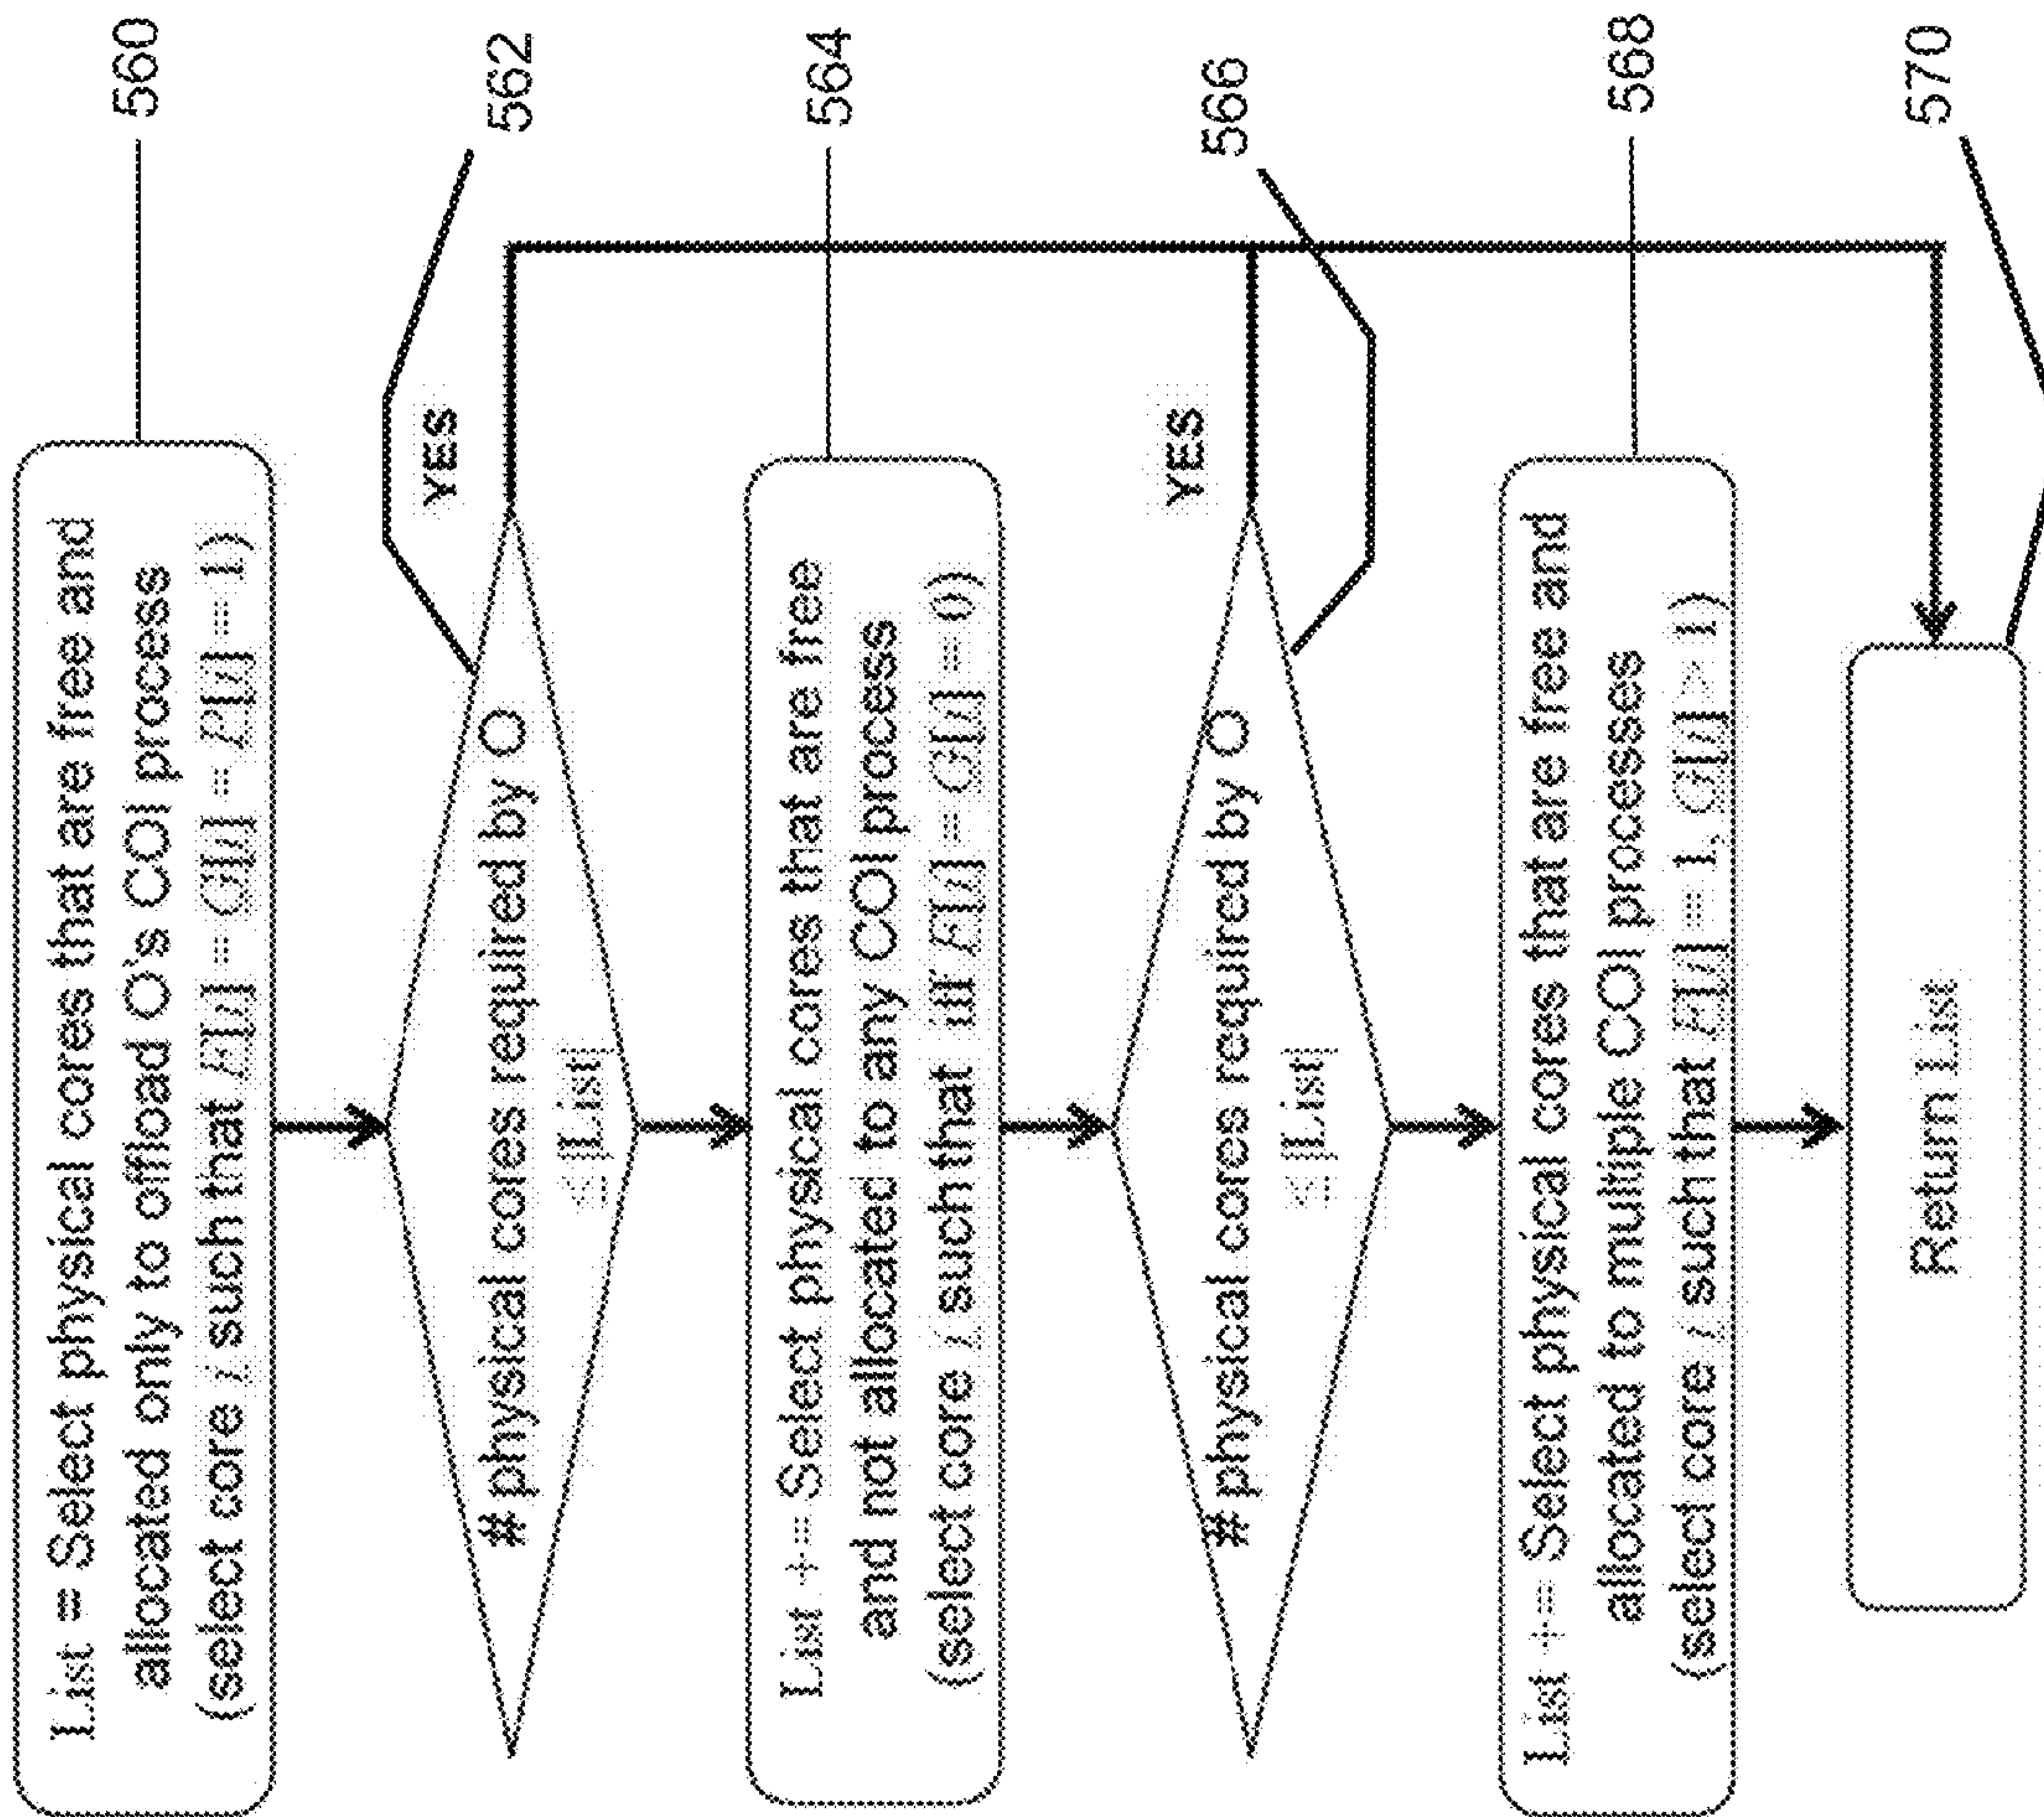 List = Select physical cores that are free and
allocated only to offload O's COI process
(select core i such that F[i] = G[i] = P[i] = 1)
560
# physical cores required by O
≤ |List|
YES
562
List += Select physical cores that are free
and not allocated to any COI process
(select core i such that iiif F[i] = G[i] = 0)
564
# physical cores required by O
≤ |List|
YES
566
List += Select physical cores that are free and
allocated to multiple COI processes
(select core i such that F[i] = 1, G[i] > 1)
568
Return List
570